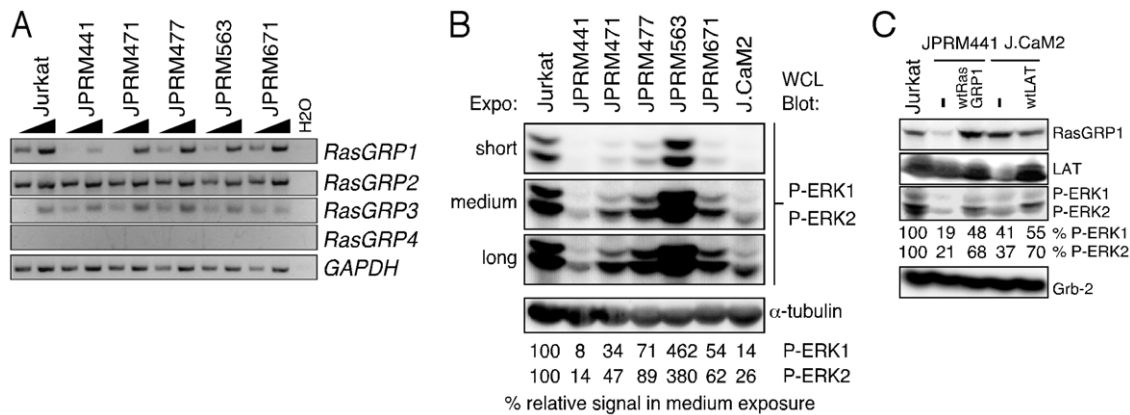 A
Jurkat
JPRM441
JPRM471
JPRM477
JPRM563
JPRM671
H2O
RasGRP1
RasGRP2
RasGRP3
RasGRP4
GAPDH
B
Expo:
Jurkat
JPRM441
JPRM471
JPRM477
JPRM563
JPRM671
J.CaM2
WCL
Blot:
short
medium
long
P-ERK1
P-ERK2
α-tubulin
100 8 34 71 462 54 14 P-ERK1
100 14 47 89 380 62 26 P-ERK2
% relative signal in medium exposure
C
JPRM441 J.CaM2
Jurkat
-
wtRas
GRP1
-
wtLAT
RasGRP1
LAT
P-ERK1
P-ERK2
100 19 48 41 55 % P-ERK1
100 21 68 37 70 % P-ERK2
Grb-2